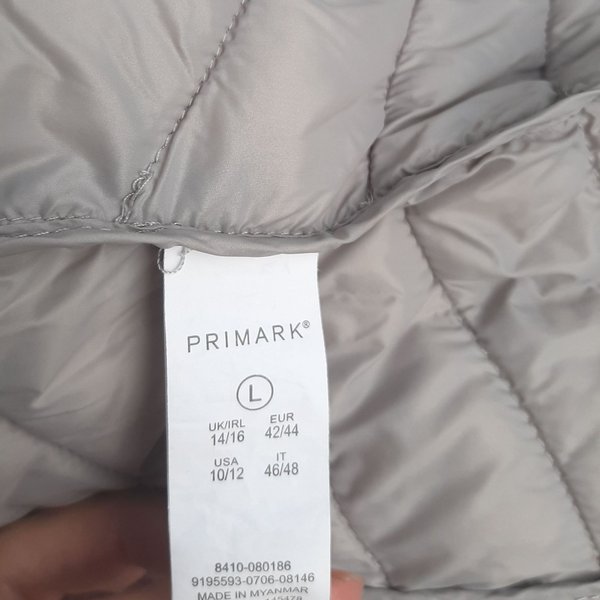 PRIMARK®
L
UK/IRL EUR
14/16 42/44
USA IT
10/12 46/48
8410-080186
9195593-0706-08146
MADE IN MYANMAR